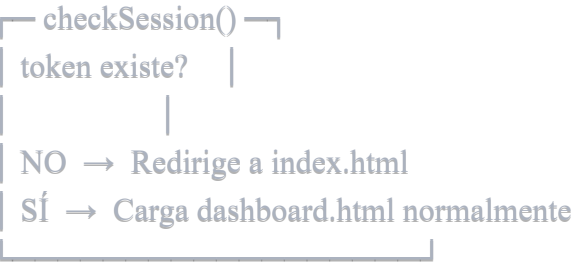 checkSession()
token existe?
NO → Redirige a index.html
SÍ → Carga dashboard.html normalmente